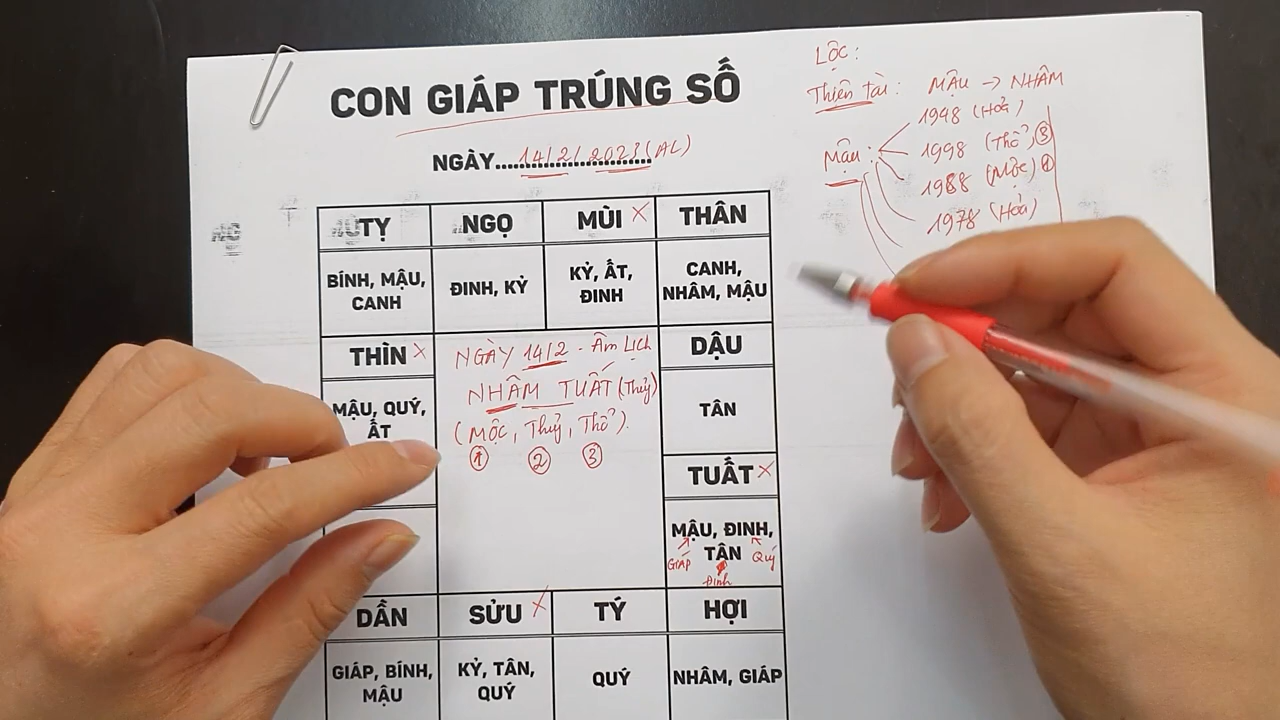 CON GIÁP TRÚNG SỐ
NGÀY 14/2/2023 (AL)
TỴ
NGỌ
MÙI X
THÂN
BÍNH, MẬU,
CANH
ĐINH, KỶ
KỶ, ẤT,
ĐINH
CANH,
NHÂM, MẬU
THÌN X
MẬU, QUÝ,
ẤT
NGÀY 14/2 - Âm Lịch
NHÂM TUẤT (Thủy)
(Mộc, Thuỷ, Thổ).
① ② ③
DẬU
TÂN
TUẤT X
MẬU, ĐINH,
TÂN
GIÁP
Đinh
Quý
DẦN
SỬU X
TÝ
HỢI
GIÁP, BÍNH,
MẬU
KỶ, TÂN,
QUÝ
QUÝ
NHÂM, GIÁP
LỘC:
Thiên tài: MẬU → NHÂM
Mậu:
1948 (Hoả)
1998 (Thổ) ③
1988 (Mộc) ①
1978 (Hoả)